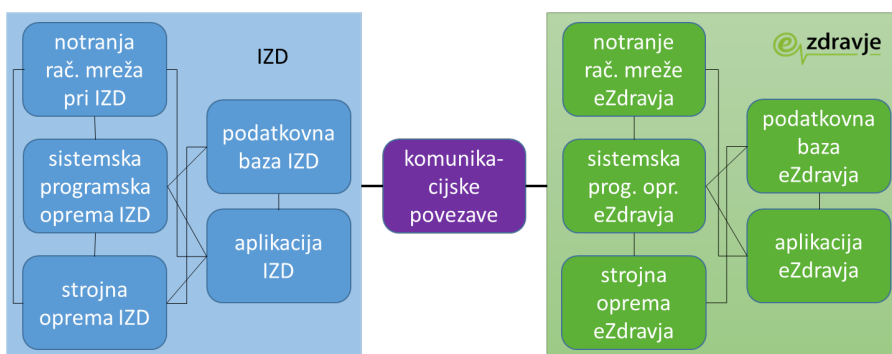 IZD
notranja
rač. mreža
pri IZD
sistemska
programska
oprema IZD
strojna
oprema IZD
podatkovna
baza IZD
aplikacija
IZD
komunika-
cijske
povezave
e zdravje
notranje
rač. mreže
eZdravja
sistemska
prog. opr.
eZdravja
strojna
oprema
eZdravja
podatkovna
baza
eZdravja
aplikacija
eZdravja